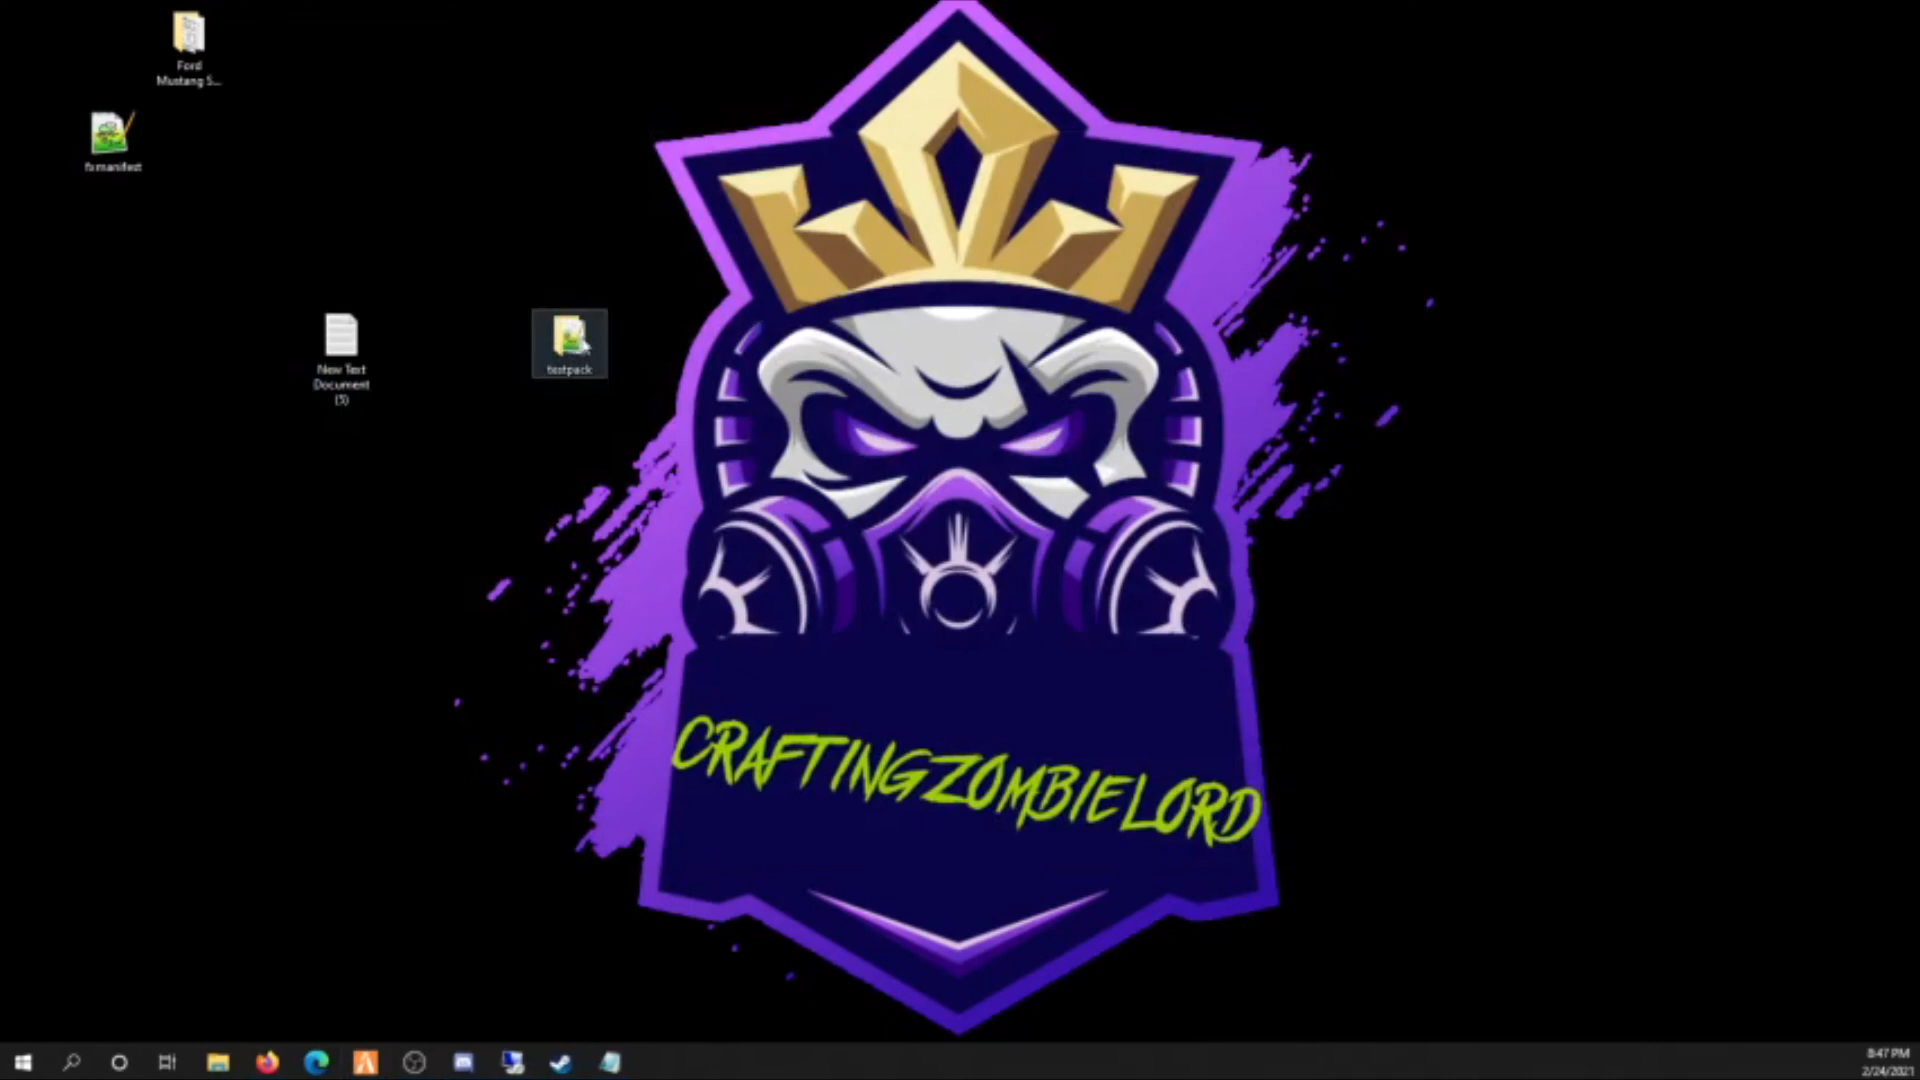 Ford
Mustang S...
fxmanifest
New Text
Document
(5)
testpack
CRAFTINGZOMBIELORD
8:47 PM
2/24/2021